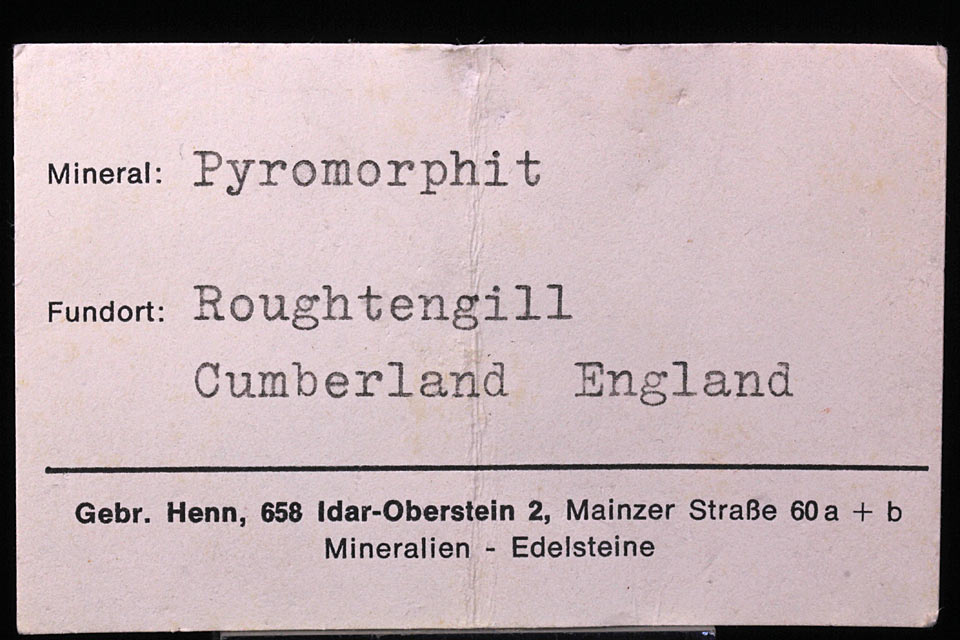 Mineral: Pyromorphit
Fundort: Roughtengill
Cumberland England
Gebr. Henn, 658 Idar-Oberstein 2, Mainzer Straße 60 a + b
Mineralien - Edelsteine